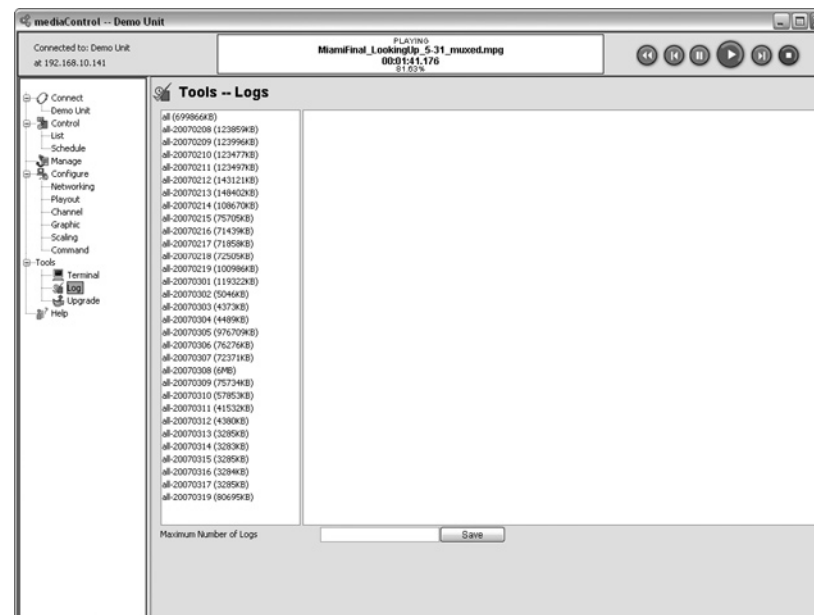 mediaControl -- Demo Unit
Connected to: Demo Unit
at 192.168.10.141
PLAYING
MiamiFinal_LookingUp_5-31_muxed.mpg
00:01:41.176
81.63%
Connect
Demo Unit
Control
List
Schedule
Manage
Configure
Networking
Playout
Channel
Graphic
Scaling
Command
Tools
Terminal
Log
Upgrade
Help
Tools -- Logs
all (699866KB)
all-20070208 (123859KB)
all-20070209 (123996KB)
all-20070210 (123477KB)
all-20070211 (123497KB)
all-20070212 (143121KB)
all-20070213 (148402KB)
all-20070214 (108670KB)
all-20070215 (75705KB)
all-20070216 (71439KB)
all-20070217 (71858KB)
all-20070218 (72505KB)
all-20070219 (100986KB)
all-20070301 (119322KB)
all-20070302 (5046KB)
all-20070303 (4373KB)
all-20070304 (4489KB)
all-20070305 (976709KB)
all-20070306 (76276KB)
all-20070307 (72371KB)
all-20070308 (6MB)
all-20070309 (75734KB)
all-20070310 (57853KB)
all-20070311 (41532KB)
all-20070312 (4380KB)
all-20070313 (3285KB)
all-20070314 (3283KB)
all-20070315 (3285KB)
all-20070316 (3284KB)
all-20070317 (3285KB)
all-20070319 (80695KB)
Maximum Number of Logs
Save